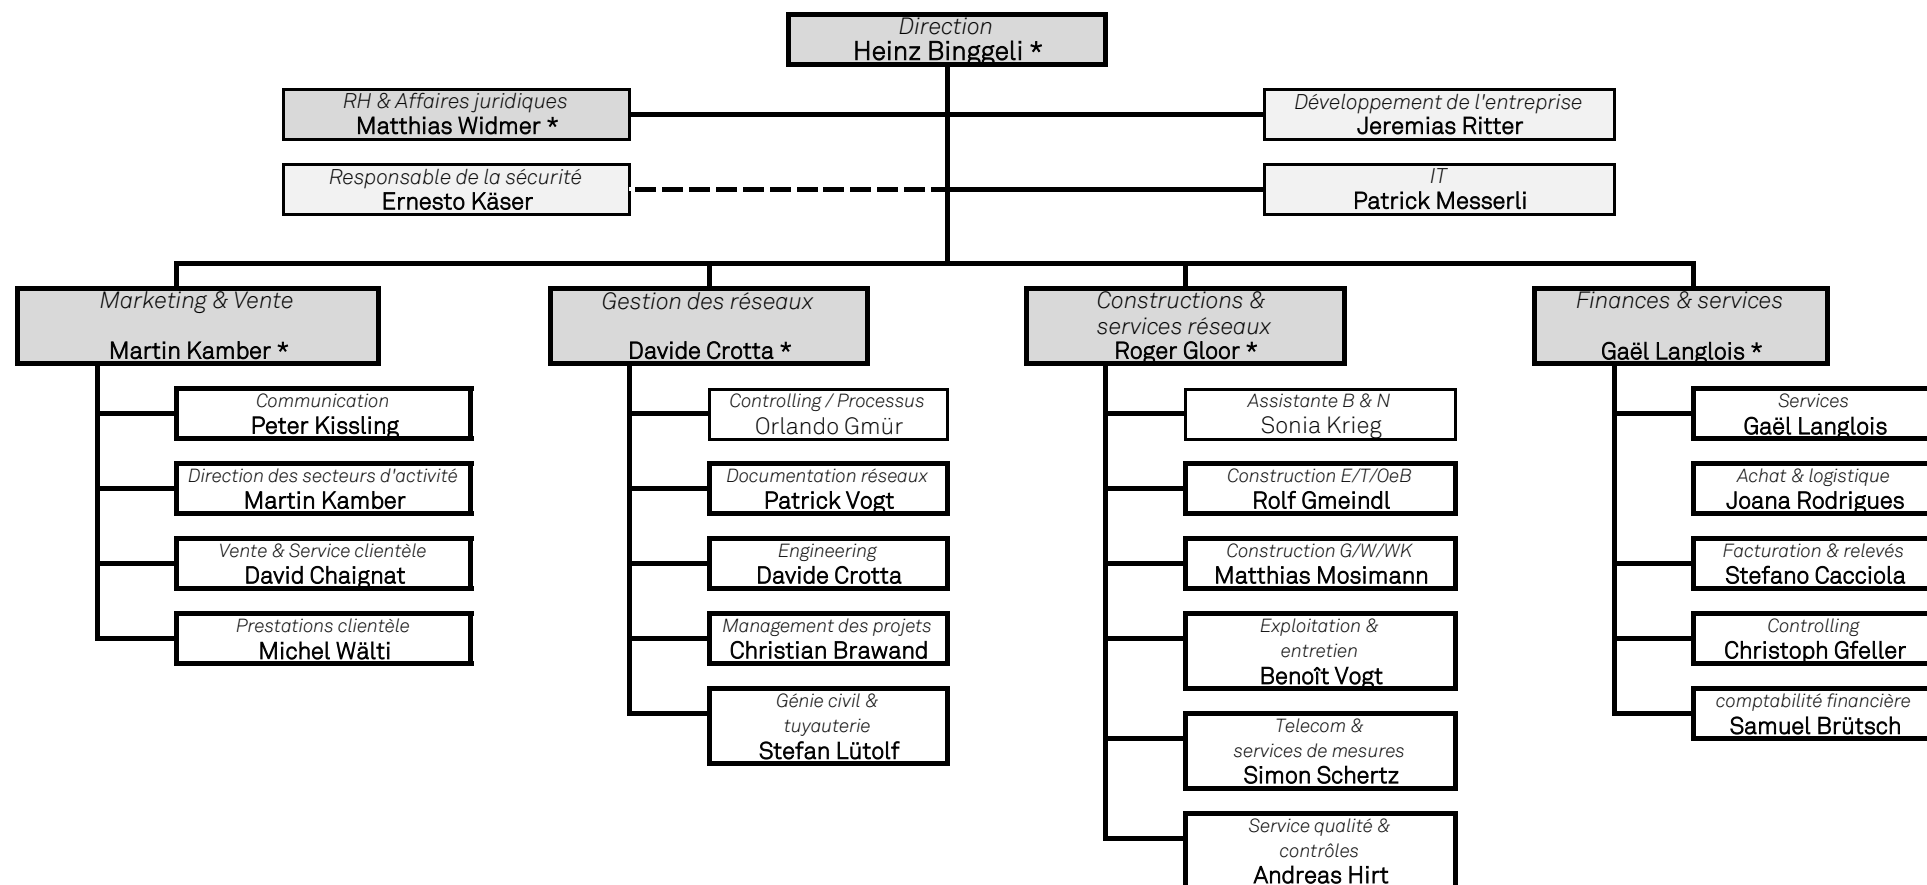 Direction
Heinz Binggeli *
RH & Affaires juridiques
Matthias Widmer *
Développement de l'entreprise
Jeremias Ritter
Responsable de la sécurité
Ernesto Käser
IT
Patrick Messerli
Marketing & Vente
Martin Kamber *
Communication
Peter Kissling
Direction des secteurs d'activité
Martin Kamber
Vente & Service clientèle
David Chaignat
Prestations clientèle
Michel Wälti
Gestion des réseaux
Davide Crotta *
Controlling / Processus
Orlando Gmür
Documentation réseaux
Patrick Vogt
Engineering
Davide Crotta
Management des projets
Christian Brawand
Génie civil &
tuyauterie
Stefan Lütolf
Constructions &
services réseaux
Roger Gloor *
Assistante B & N
Sonia Krieg
Construction E/T/OeB
Rolf Gmeindl
Construction G/W/WK
Matthias Mosimann
Exploitation &
entretien
Benoît Vogt
Telecom &
services de mesures
Simon Schertz
Service qualité &
contrôles
Andreas Hirt
Finances & services
Gaël Langlois *
Services
Gaël Langlois
Achat & logistique
Joana Rodrigues
Facturation & relevés
Stefano Cacciola
Controlling
Christoph Gfeller
comptabilité financière
Samuel Brütsch